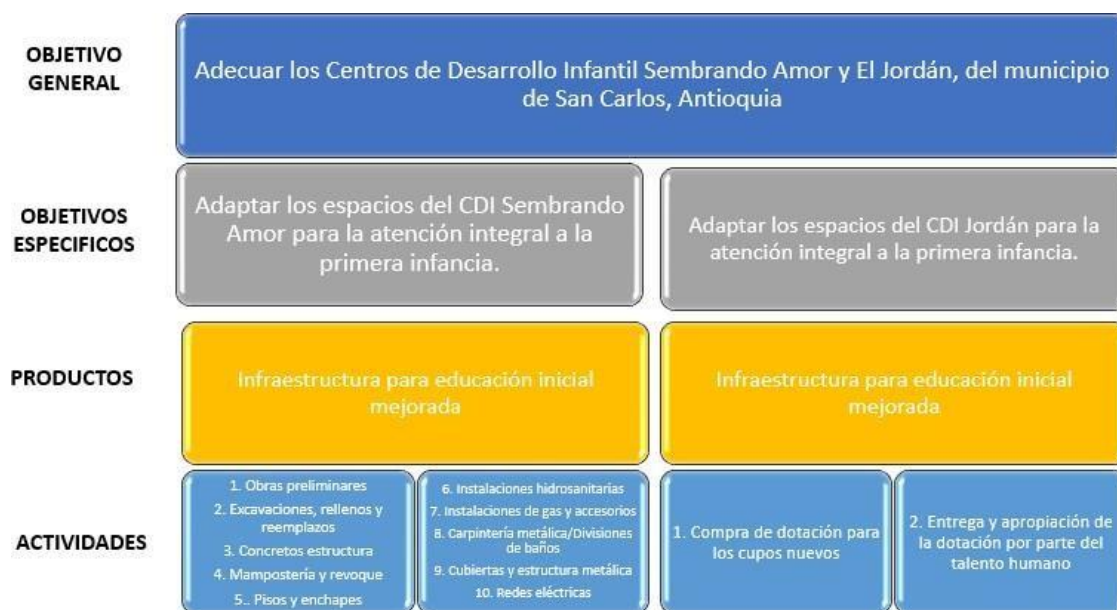 OBJETIVO
GENERAL
Adecuar los Centros de Desarrollo Infantil Sembrando Amor y El Jordán, del municipio
de San Carlos, Antioquia
OBJETIVOS
ESPECIFICOS
Adaptar los espacios del CDI Sembrando
Amor para la atención integral a la
primera infancia.
Adaptar los espacios del CDI Jordán para la
atención integral a la primera infancia.
PRODUCTOS
Infraestructura para educación inicial
mejorada
Infraestructura para educación inicial
mejorada
ACTIVIDADES
1. Obras preliminares
2. Excavaciones, rellenos y
reemplazos
3. Concretos estructura
4. Mampostería y revoque
5.. Pisos y enchapes
6. Instalaciones hidrosanitarias
7. Instalaciones de gas y accesorios
8. Carpintería metálica/Divisiones
de baños
9. Cubiertas y estructura metálica
10. Redes eléctricas
1. Compra de dotación para
los cupos nuevos
2. Entrega y apropiación de
la dotación por parte del
talento humano